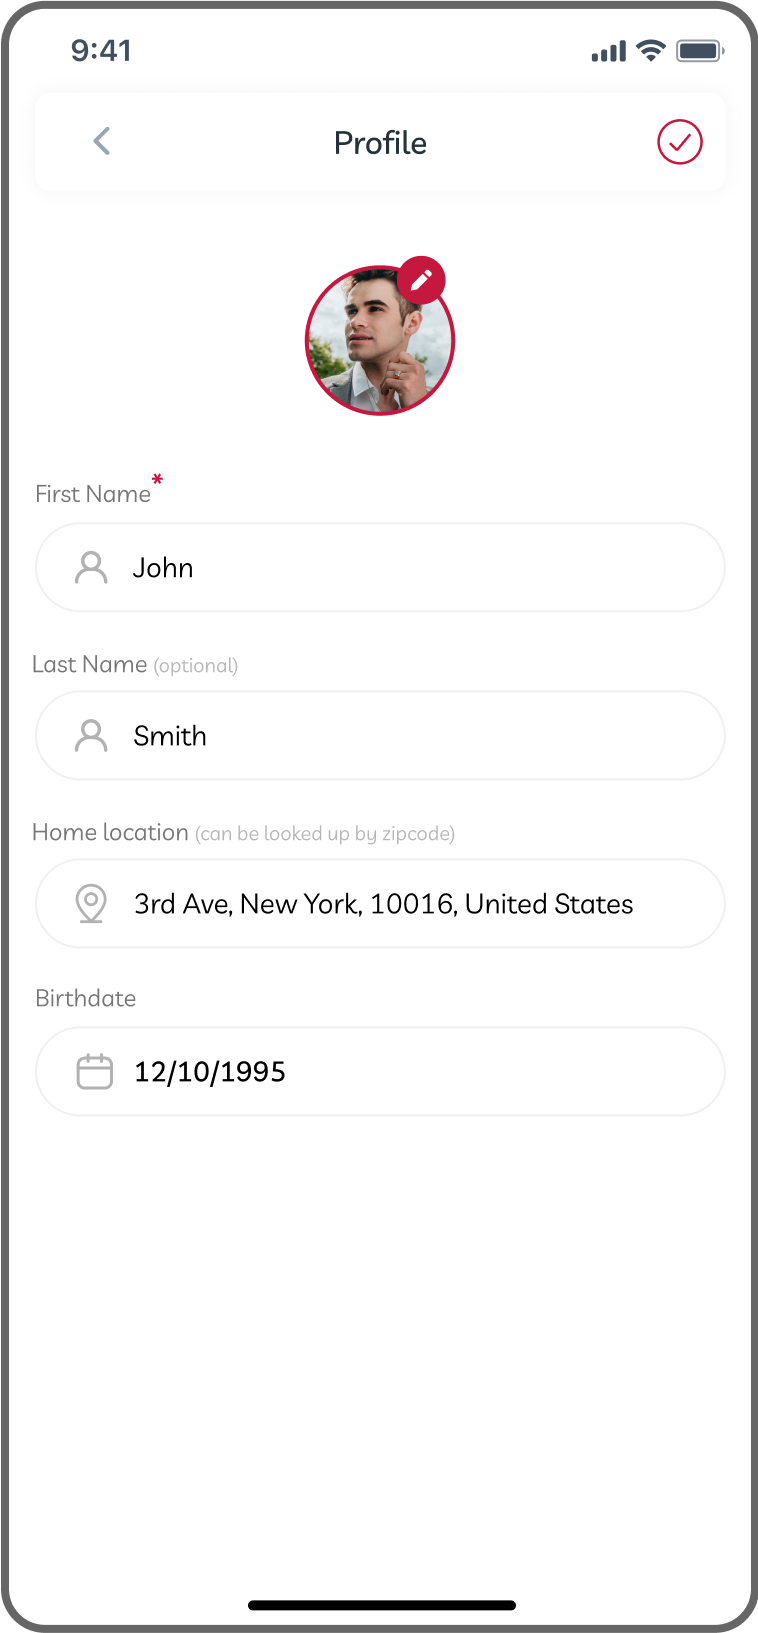 9:41
Profile
First Name*
John
Last Name (optional)
Smith
Home location (can be looked up by zipcode)
3rd Ave, New York, 10016, United States
Birthdate
12/10/1995